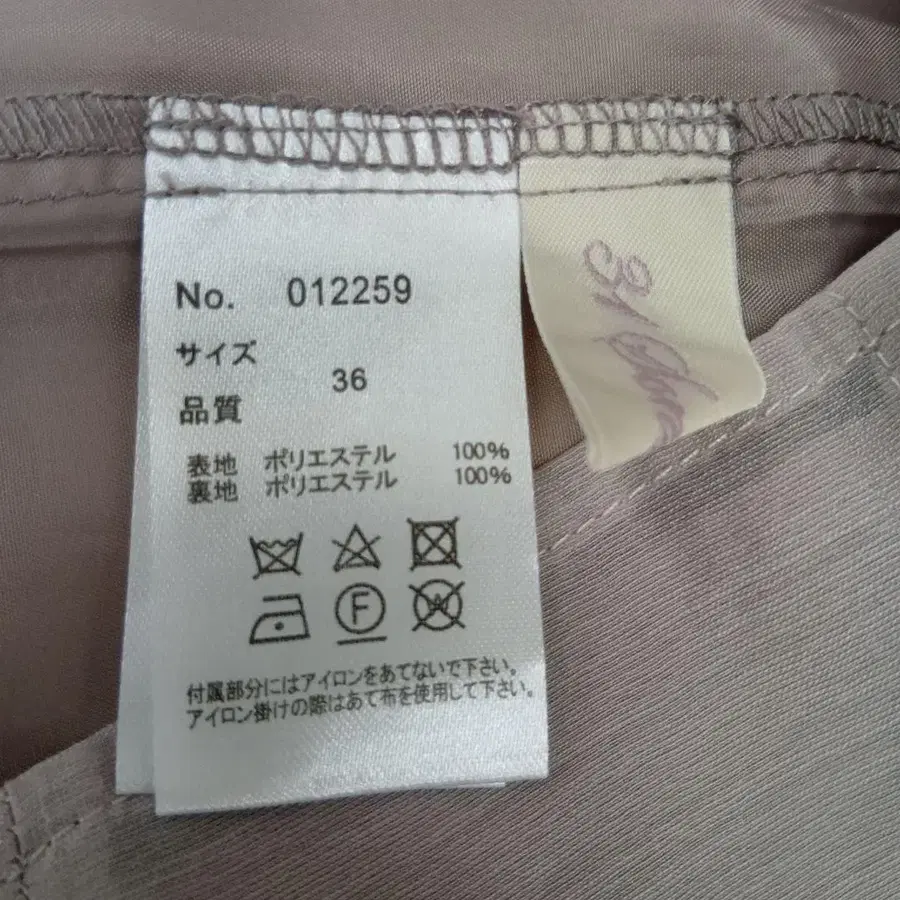 No. 012259
サイズ
36
品質
表地 ポリエステル 100%
裏地 ポリエステル 100%
F
W
付属部分にはアイロンをあてないで下さい。
アイロン掛けの際はあて布を使用して下さい。